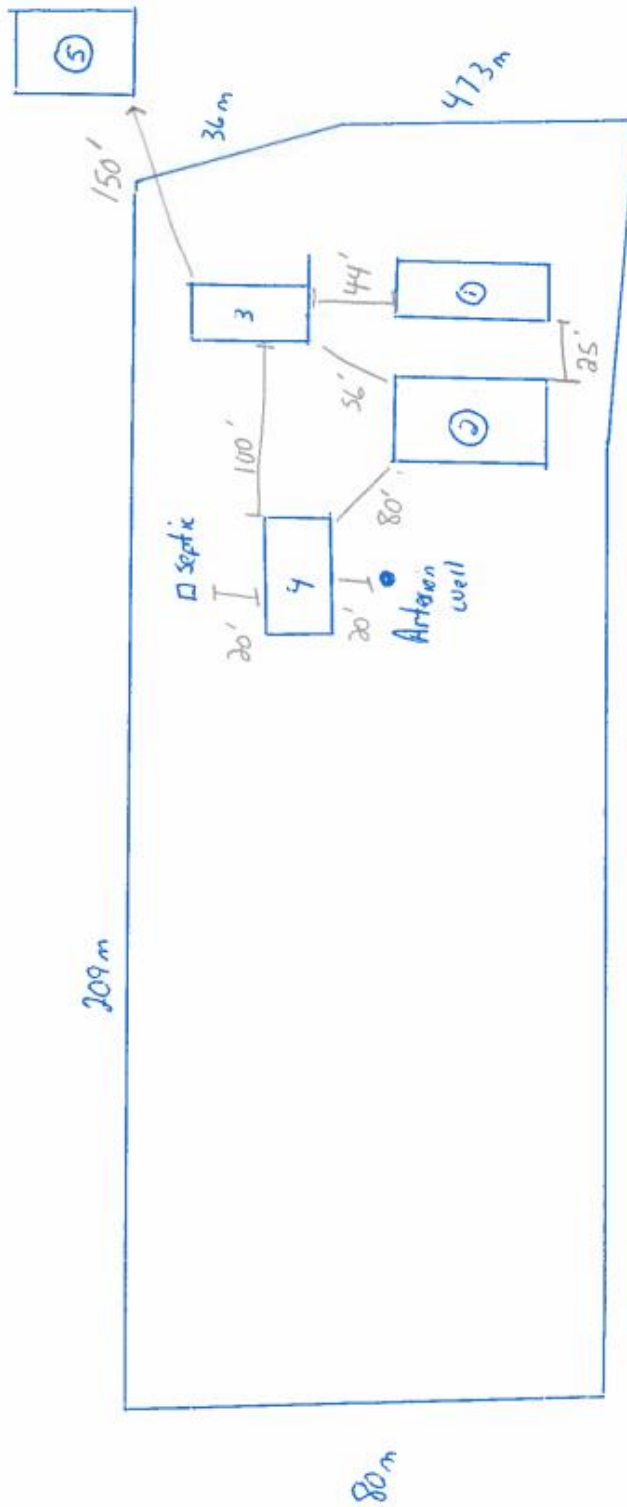 ⑤
150'
36m
473m
3
44'
①
100'
56'
②
25'
80'
□ Septic
20'
4
20'
Artesion
well
209m
80m